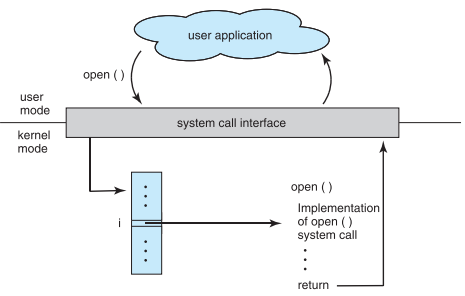 user application
open ( )
user
mode
system call interface
kernel
mode
i
open ( )
Implementation
of open ( )
system call
return